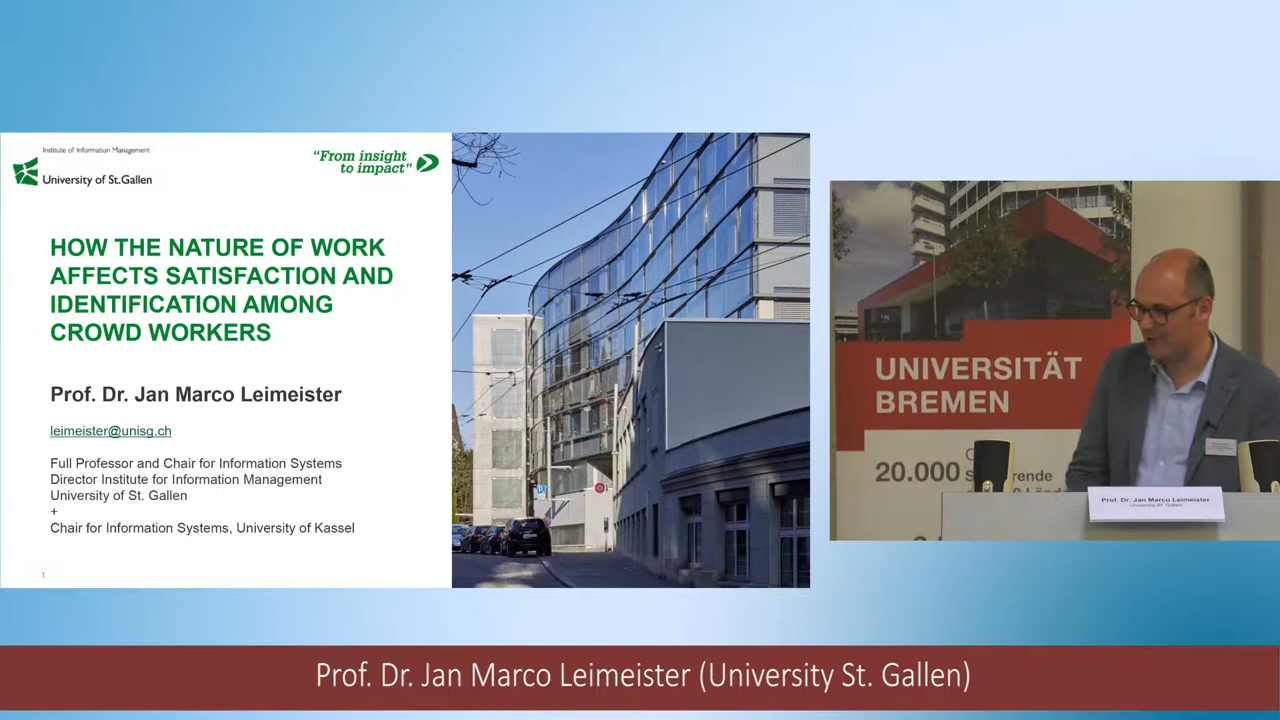 Institute of Information Management
University of St.Gallen
“From insight
to impact”
HOW THE NATURE OF WORK
AFFECTS SATISFACTION AND
IDENTIFICATION AMONG
CROWD WORKERS
Prof. Dr. Jan Marco Leimeister
leimeister@unisg.ch
Full Professor and Chair for Information Systems
Director Institute for Information Management
University of St. Gallen
+
Chair for Information Systems, University of Kassel
1
UNIVERSITÄT
BREMEN
20.000
Prof. Dr. Jan Marco Leimeister
University St. Gallen
Prof. Dr. Jan Marco Leimeister (University St. Gallen)